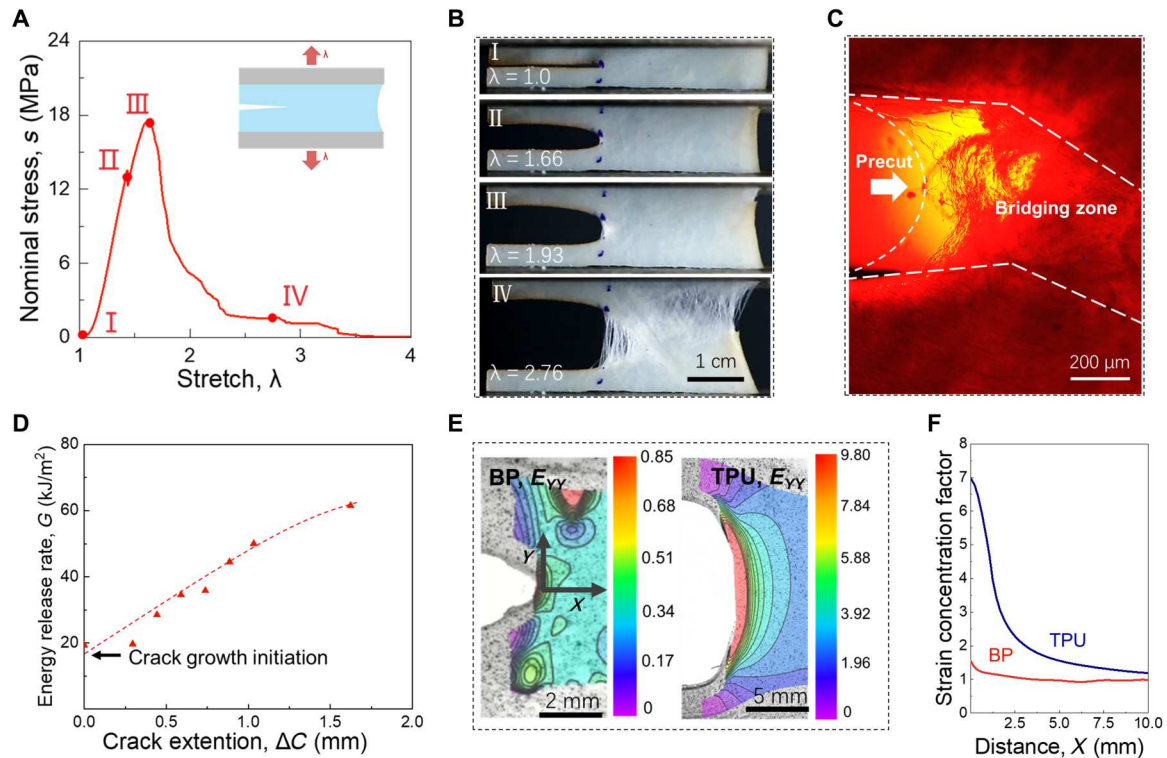 A
Nominal stress, s (MPa)
24
18
12
6
0
1
2
3
4
Stretch, λ
I
II
III
IV
λ
λ
B
I
λ = 1.0
II
λ = 1.66
III
λ = 1.93
IV
λ = 2.76
1 cm
C
Precut
Bridging zone
200 μm
D
Energy release rate, G (kJ/m²)
80
60
40
20
0
Crack growth initiation
0.0
0.5
1.0
1.5
2.0
Crack extention, ΔC (mm)
E
BP, EYY
Y
X
2 mm
0.85
0.68
0.51
0.34
0.17
0
TPU, EYY
5 mm
9.80
7.84
5.88
3.92
1.96
0
F
Strain concentration factor
8
7
6
5
4
3
2
1
0
TPU
BP
2.5
5.0
7.5
10.0
Distance, X (mm)